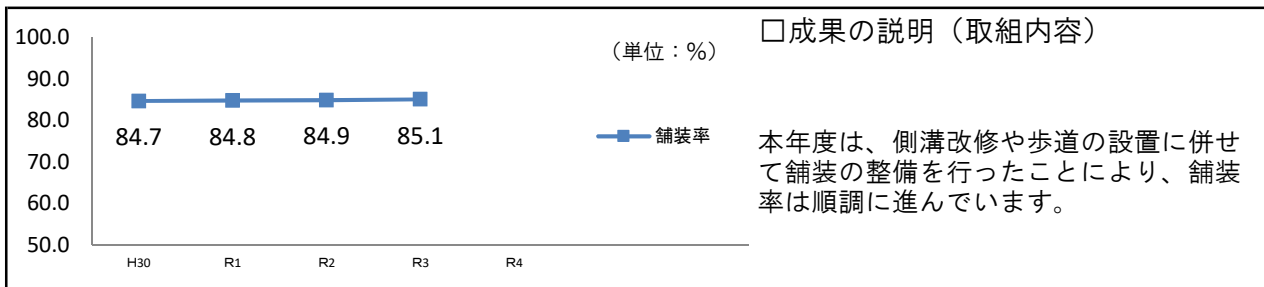 100.0
90.0
80.0
70.0
60.0
50.0
（単位：％）
84.7 84.8 84.9 85.1
舗装率
H30 R1 R2 R3 R4
□成果の説明（取組内容）
本年度は、側溝改修や歩道の設置に併せ
て舗装の整備を行ったことにより、舗装
率は順調に進んでいます。